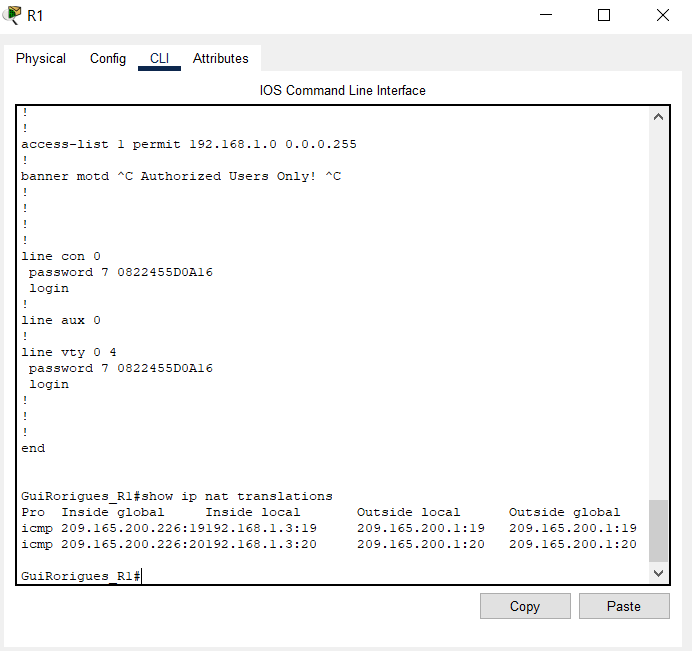 R1
Physical Config CLI Attributes
IOS Command Line Interface
!
!
access-list 1 permit 192.168.1.0 0.0.0.255
!
banner motd ^C Authorized Users Only! ^C
!
!
!
!
line con 0
 password 7 0822455D0A16
 login
!
line aux 0
!
line vty 0 4
 password 7 0822455D0A16
 login
!
!
!
end
GuiRorigues_R1#show ip nat translations
Pro  Inside global     Inside local       Outside local      Outside global
icmp 209.165.200.226:19192.168.1.3:19     209.165.200.1:19   209.165.200.1:19
icmp 209.165.200.226:20192.168.1.3:20     209.165.200.1:20   209.165.200.1:20
GuiRorigues_R1#
Copy Paste